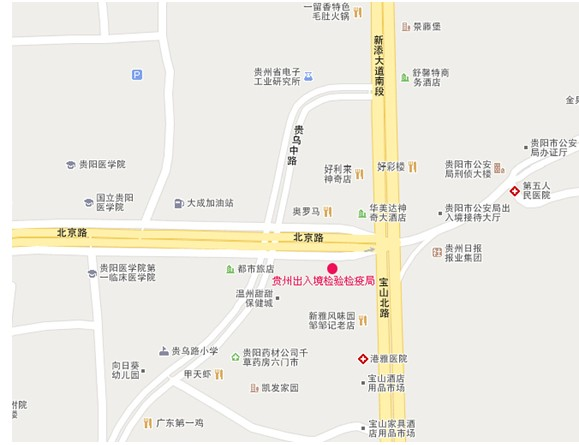 一留香特色
毛肚火锅
景藤堡
新添大道南段
贵州省电子
工业研究所
舒馨特商
务酒店
贵乌中路
贵阳市公安
局办证厅
贵阳医学院
好利来
神奇店
好彩楼
贵阳市公安
局刑侦大楼
第五人
民医院
国立贵阳
医学院
大成加油站
奥罗马
华美达神
奇大酒店
贵阳市公安局出
入境接待大厅
北京路
北京路
贵州日报
报业集团
贵阳医学院第
一临床医学院
都市旅店
贵州出入境检验检疫局
宝山北路
温州甜甜
保健城
新雅风味园
邹邹记老店
贵乌路小学
贵阳药材公司千
草药房六门市
港雅医院
向日葵
幼儿园
甲天虾
凯发家园
宝山酒店
用品市场
附院
楼
广东第一鸡
宝山家具酒
店用品市场